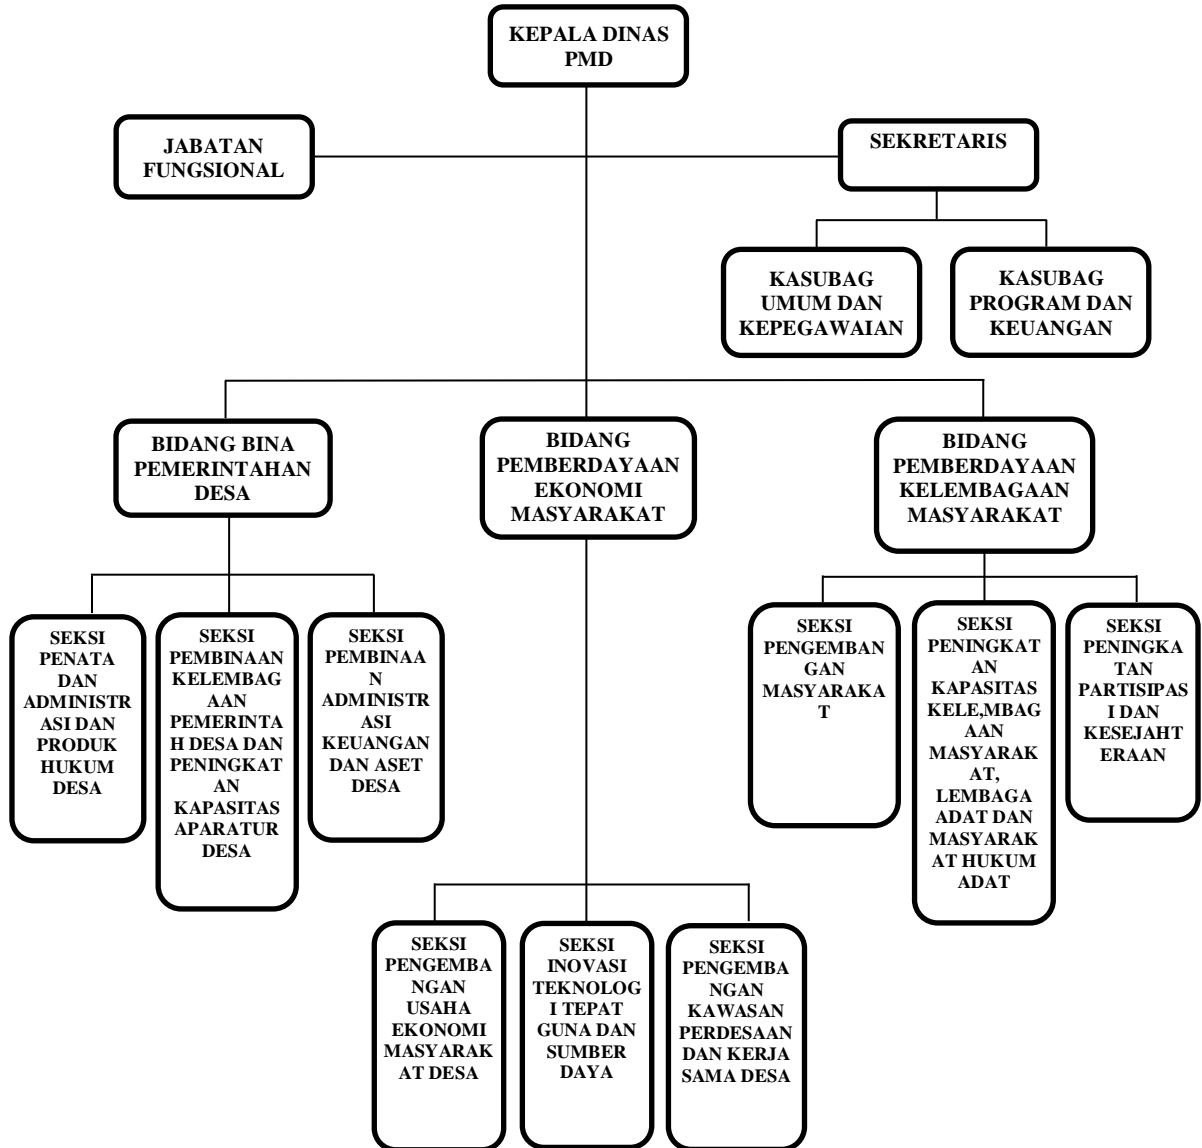 KEPALA DINAS
PMD
JABATAN
FUNGSIONAL
SEKRETARIS
KASUBAG
UMUM DAN
KEPEGAWAIAN
KASUBAG
PROGRAM DAN
KEUANGAN
BIDANG BINA
PEMERINTAHAN
DESA
BIDANG
PEMBERDAYAAN
EKONOMI
MASYARAKAT
BIDANG
PEMBERDAYAAN
KELEMBAGAAN
MASYARAKAT
SEKSI
PENATA
DAN
ADMINISTR
ASI DAN
PRODUK
HUKUM
DESA
SEKSI
PEMBINAAN
KELEMBAG
AAN
PEMERINTA
H DESA DAN
PENINGKAT
AN
KAPASITAS
APARATUR
DESA
SEKSI
PEMBINAA
N
ADMINISTR
ASI
KEUANGAN
DAN ASET
DESA
SEKSI
PENGEMBAN
GAN
MASYARAKA
T
SEKSI
PENINGKAT
AN
KAPASITAS
KELE,MBAG
AAN
MASYARAK
AT,
LEMBAGA
ADAT DAN
MASYARAK
AT HUKUM
ADAT
SEKSI
PENINGKA
TAN
PARTISIPAS
I DAN
KESEJAHT
ERAAN
SEKSI
PENGEMBA
NGAN
USAHA
EKONOMI
MASYARAK
AT DESA
SEKSI
INOVASI
TEKNOLOG
I TEPAT
GUNA DAN
SUMBER
DAYA
SEKSI
PENGEMBA
NGAN
KAWASAN
PERDESAAN
DAN KERJA
SAMA DESA